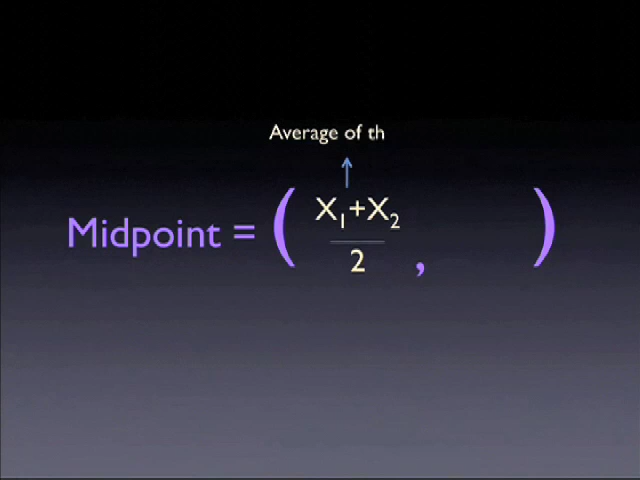 Average of th
Midpoint = ( X₁+X₂ / 2 , )